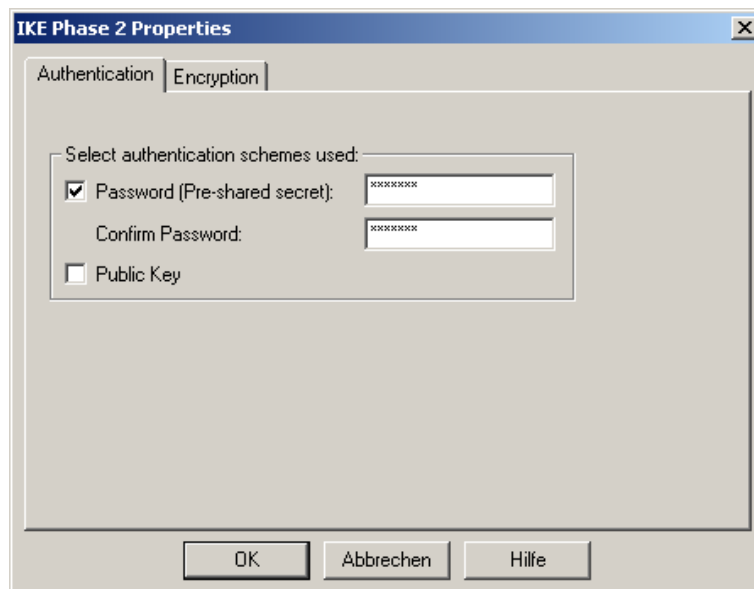 IKE Phase 2 Properties
Authentication Encryption
Select authentication schemes used:
Password (Pre-shared secret): *******
Confirm Password: *******
Public Key
OK Abbrechen Hilfe